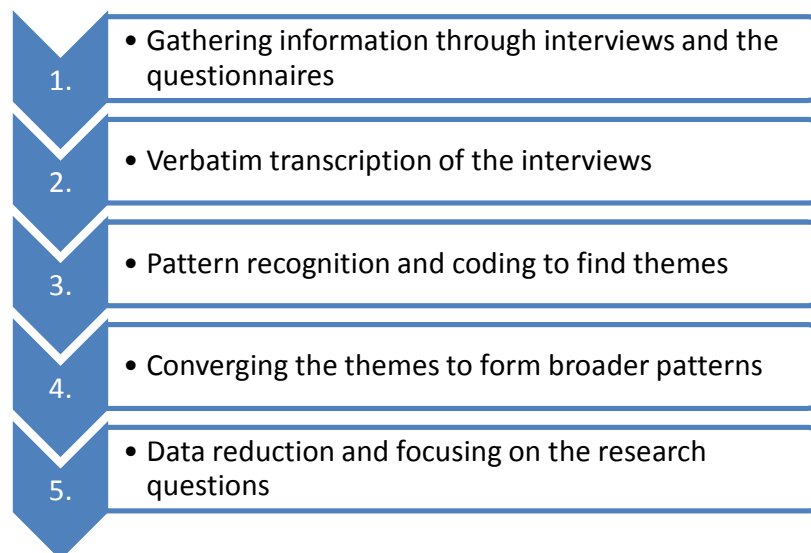 1.
• Gathering information through interviews and the
questionnaires
2.
• Verbatim transcription of the interviews
3.
• Pattern recognition and coding to find themes
4.
• Converging the themes to form broader patterns
5.
• Data reduction and focusing on the research
questions